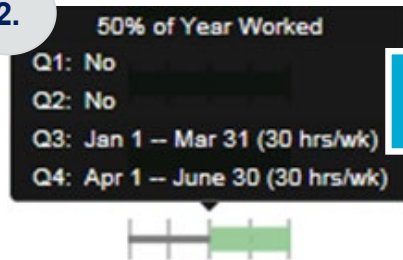 2.
50% of Year Worked
Q1: No
Q2: No
Q3: Jan 1 -- Mar 31 (30 hrs/wk)
Q4: Apr 1 -- June 30 (30 hrs/wk)